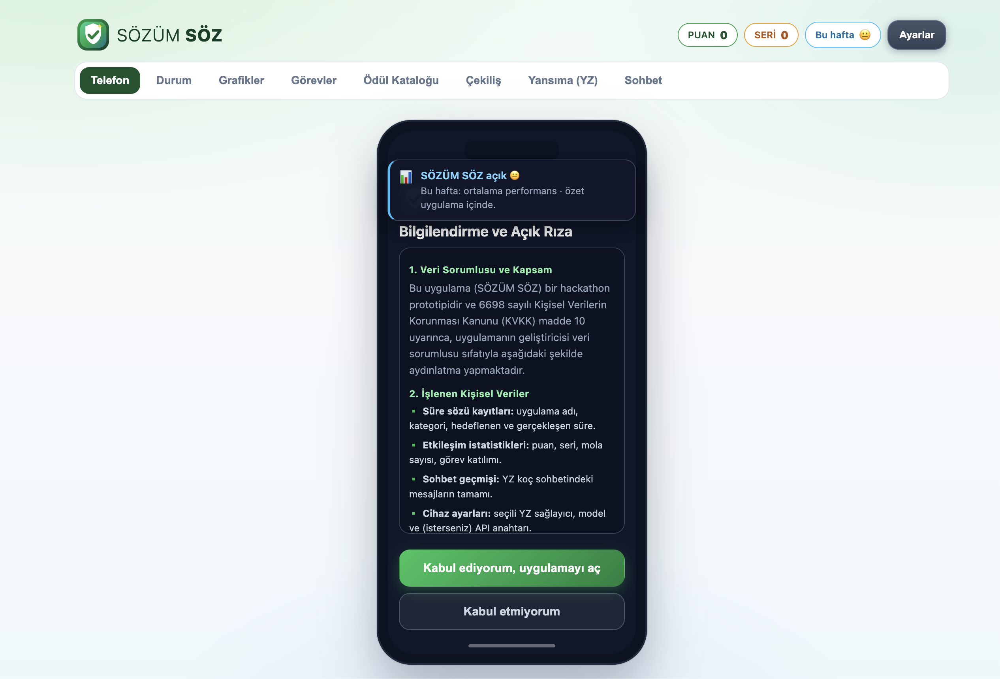 SÖZÜM SÖZ
PUAN 0
SERİ 0
Bu hafta 😐
Ayarlar
Telefon
Durum
Grafikler
Görevler
Ödül Kataloğu
Çekiliş
Yansıma (YZ)
Sohbet
SÖZÜM SÖZ açık 😐
Bu hafta: ortalama performans · özet
uygulama içinde.
Bilgilendirme ve Açık Rıza
1. Veri Sorumlusu ve Kapsam
Bu uygulama (SÖZÜM SÖZ) bir hackathon
prototipidir ve 6698 sayılı Kişisel Verilerin
Korunması Kanunu (KVKK) madde 10
uyarınca, uygulamanın geliştiricisi veri
sorumlusu sıfatıyla aşağıdaki şekilde
aydınlatma yapmaktadır.
2. İşlenen Kişisel Veriler
▪ Süre sözü kayıtları: uygulama adı,
kategori, hedeflenen ve gerçekleşen süre.
▪ Etkileşim istatistikleri: puan, seri, mola
sayısı, görev katılımı.
▪ Sohbet geçmişi: YZ koç sohbetindeki
mesajların tamamı.
▪ Cihaz ayarları: seçili YZ sağlayıcı, model
ve (isterseniz) API anahtarı.
Kabul ediyorum, uygulamayı aç
Kabul etmiyorum